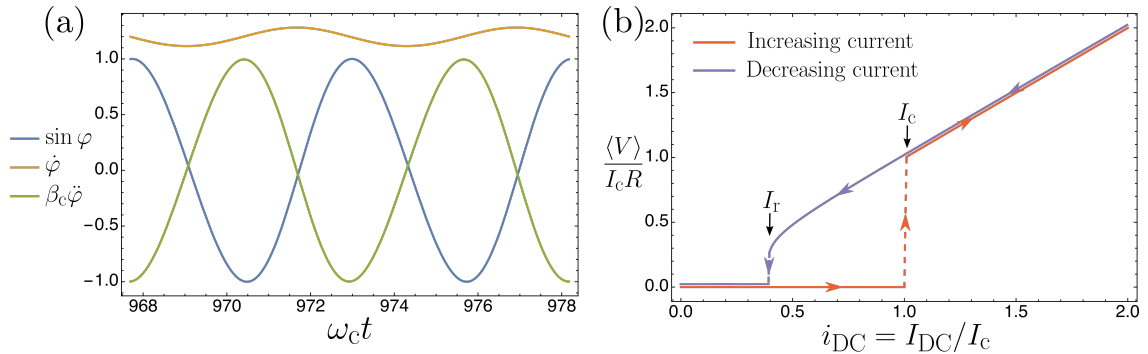 (a)
1.0
0.5
0.0
−0.5
−1.0
968 970 972 974 976 978
ω_c t
sin φ
φ̇
β_c φ̈
(b)
2.0
1.5
1.0
0.5
0.0
0.0 0.5 1.0 1.5 2.0
⟨V⟩
I_c R
Increasing current
Decreasing current
I_c
I_r
i_DC = I_DC/I_c